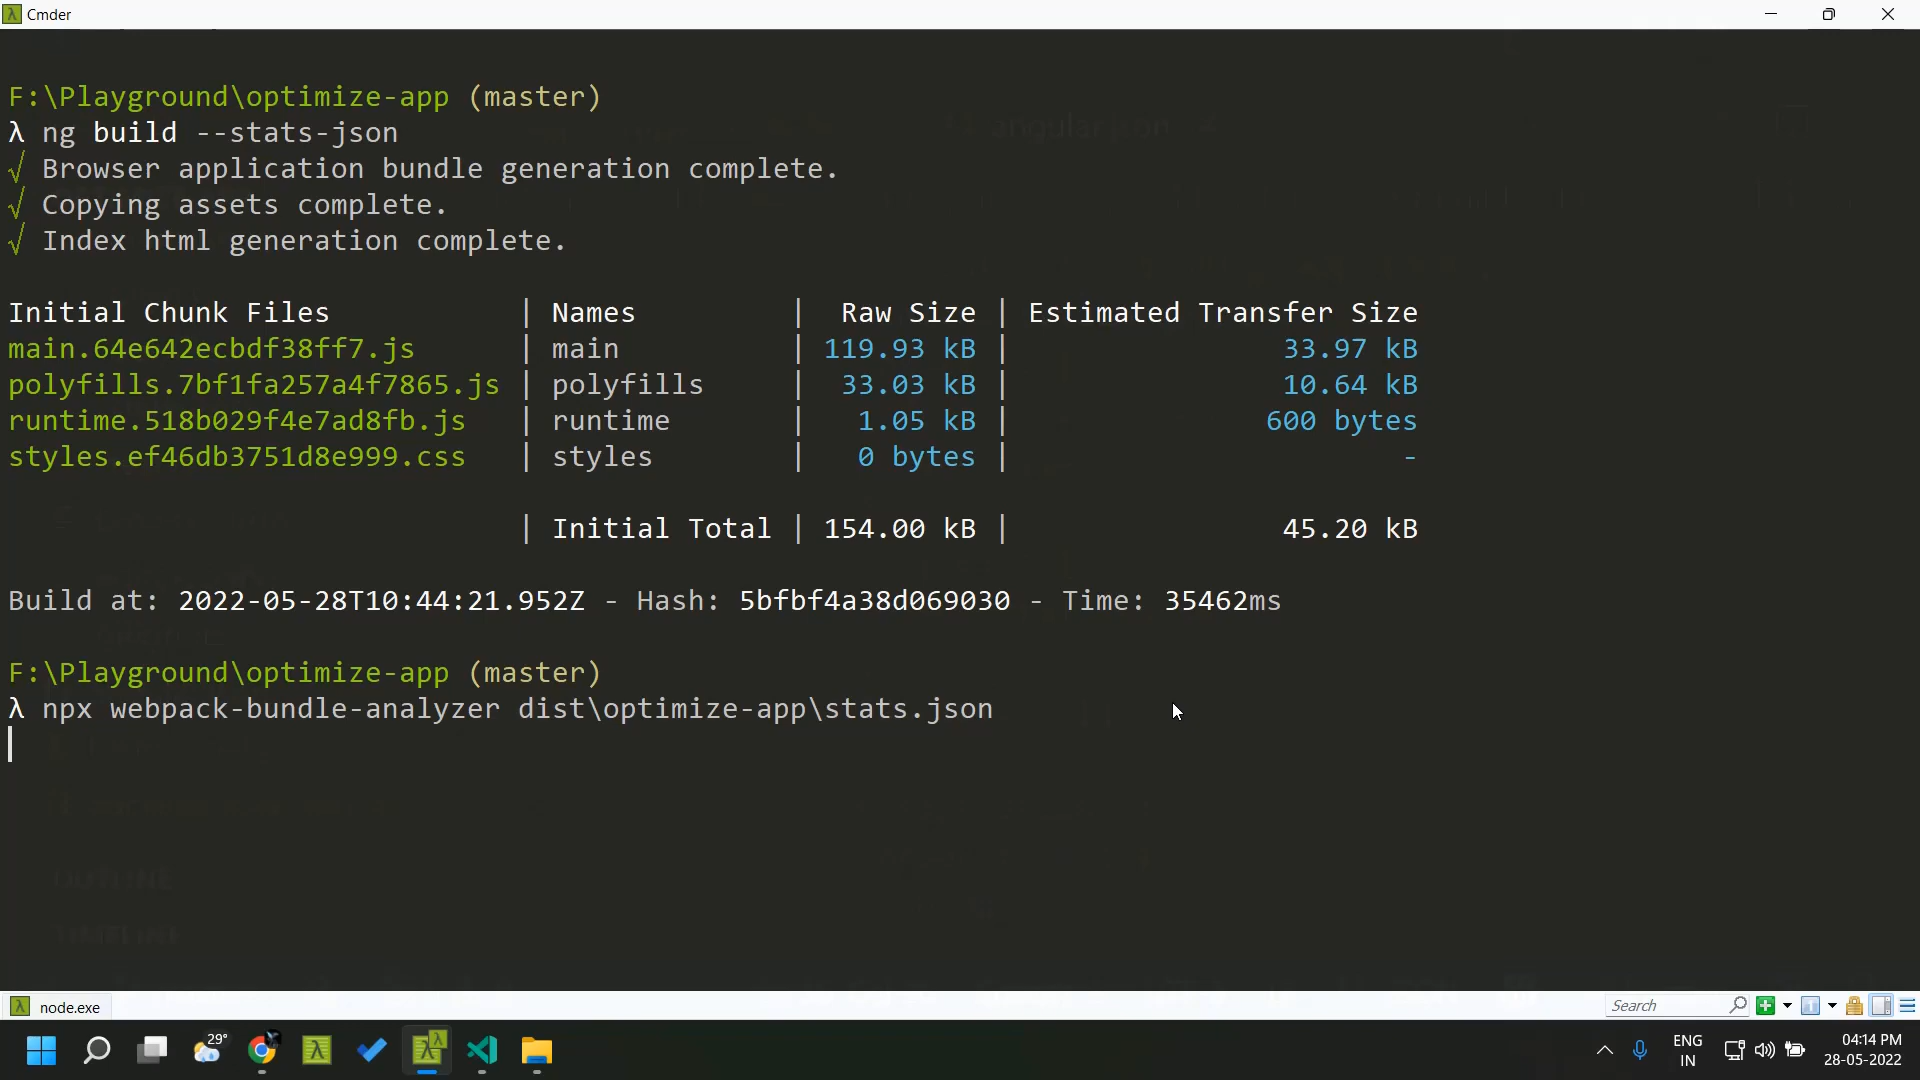 Cmder
F:\Playground\optimize-app (master)
λ ng build --stats-json
√ Browser application bundle generation complete.
√ Copying assets complete.
√ Index html generation complete.
Initial Chunk Files | Names | Raw Size | Estimated Transfer Size
main.64e642ecbdf38ff7.js | main | 119.93 kB | 33.97 kB
polyfills.7bf1fa257a4f7865.js | polyfills | 33.03 kB | 10.64 kB
runtime.518b029f4e7ad8fb.js | runtime | 1.05 kB | 600 bytes
styles.ef46db3751d8e999.css | styles | 0 bytes | -
| Initial Total | 154.00 kB | 45.20 kB
Build at: 2022-05-28T10:44:21.952Z - Hash: 5bfbf4a38d069030 - Time: 35462ms
F:\Playground\optimize-app (master)
λ npx webpack-bundle-analyzer dist\optimize-app\stats.json
node.exe
Search
29°
ENG
IN
04:14 PM
28-05-2022